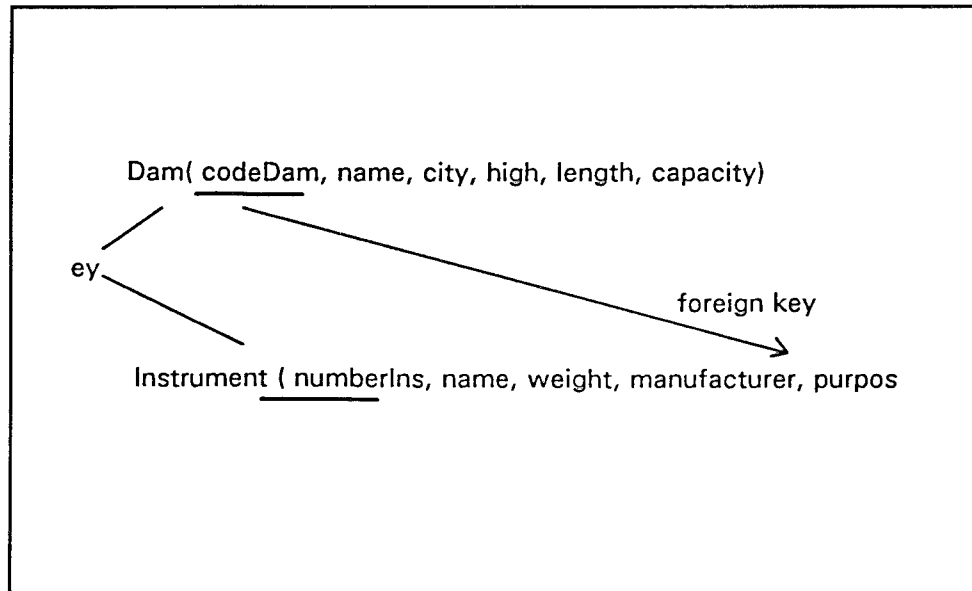 Dam( codeDam, name, city, high, length, capacity)
ey
foreign key
Instrument ( numberIns, name, weight, manufacturer, purpos